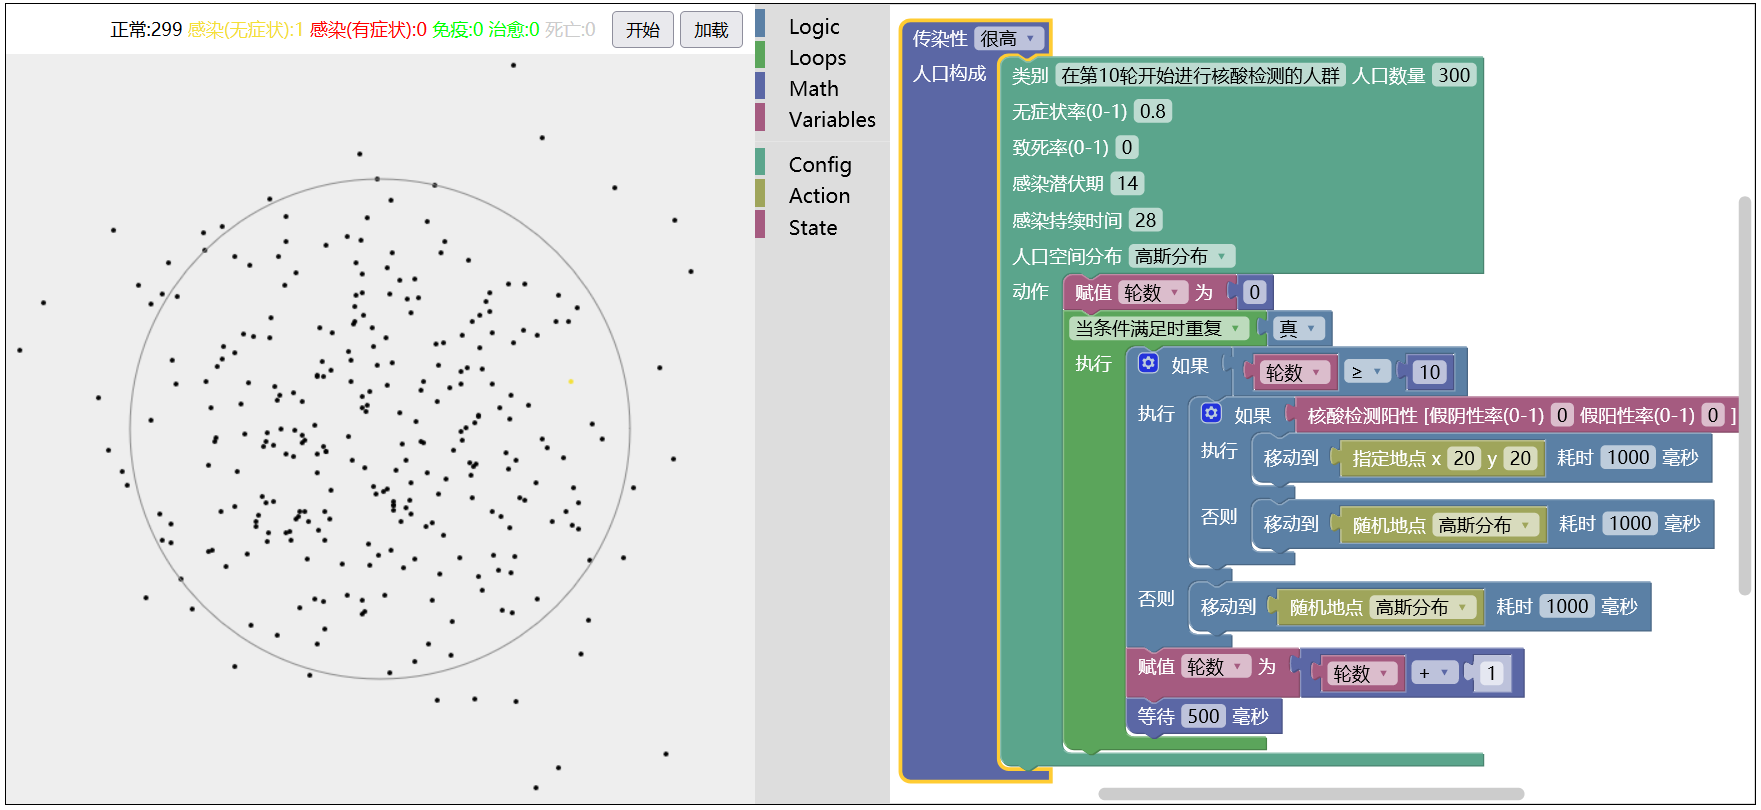 正常:299 感染(无症状):1 感染(有症状):0 免疫:0 治愈:0 死亡:0 开始 加载
Logic
Loops
Math
Variables
Config
Action
State
传染性 很高
人口构成 类别 在第10轮开始进行核酸检测的人群 人口数量 300
无症状率(0-1) 0.8
致死率(0-1) 0
感染潜伏期 14
感染持续时间 28
人口空间分布 高斯分布
动作 赋值 轮数 为 0
当条件满足时重复 真
执行 如果 轮数 ≥ 10
执行 如果 核酸检测阳性 [假阴性率(0-1) 0 假阳性率(0-1) 0 ]
执行 移动到 指定地点 x 20 y 20 耗时 1000 毫秒
否则 移动到 随机地点 高斯分布 耗时 1000 毫秒
否则 移动到 随机地点 高斯分布 耗时 1000 毫秒
赋值 轮数 为 轮数 + 1
等待 500 毫秒